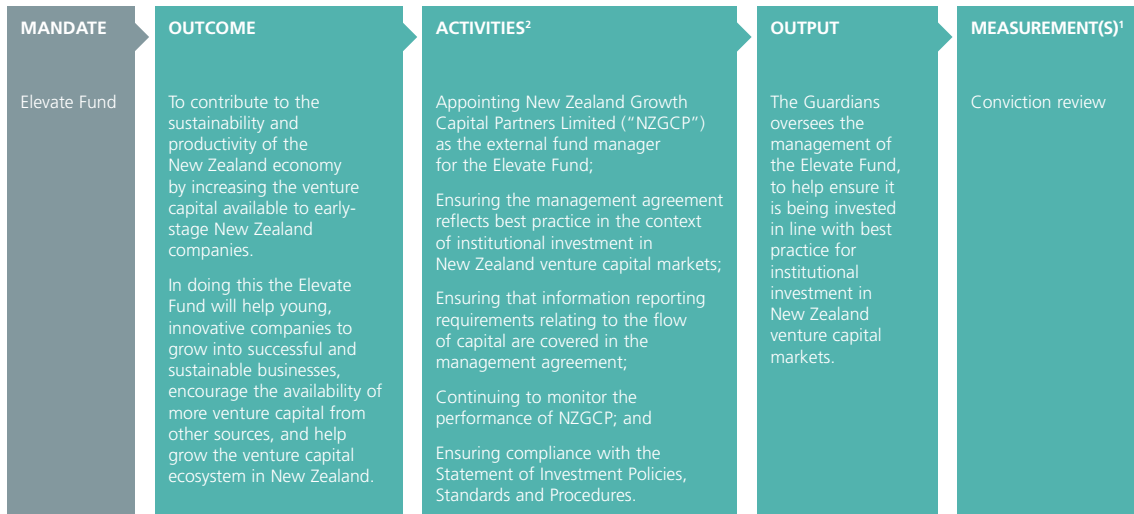 MANDATE
Elevate Fund
OUTCOME
To contribute to the
sustainability and
productivity of the
New Zealand economy
by increasing the venture
capital available to early-
stage New Zealand
companies.
In doing this the Elevate
Fund will help young,
innovative companies to
grow into successful and
sustainable businesses,
encourage the availability of
more venture capital from
other sources, and help
grow the venture capital
ecosystem in New Zealand.
ACTIVITIES²
Appointing New Zealand Growth
Capital Partners Limited (“NZGCP”)
as the external fund manager
for the Elevate Fund;
Ensuring the management agreement
reflects best practice in the context
of institutional investment in
New Zealand venture capital markets;
Ensuring that information reporting
requirements relating to the flow
of capital are covered in the
management agreement;
Continuing to monitor the
performance of NZGCP; and
Ensuring compliance with the
Statement of Investment Policies,
Standards and Procedures.
OUTPUT
The Guardians
oversees the
management of
the Elevate Fund,
to help ensure it
is being invested
in line with best
practice for
institutional
investment in
New Zealand
venture capital
markets.
MEASUREMENT(S)¹
Conviction review